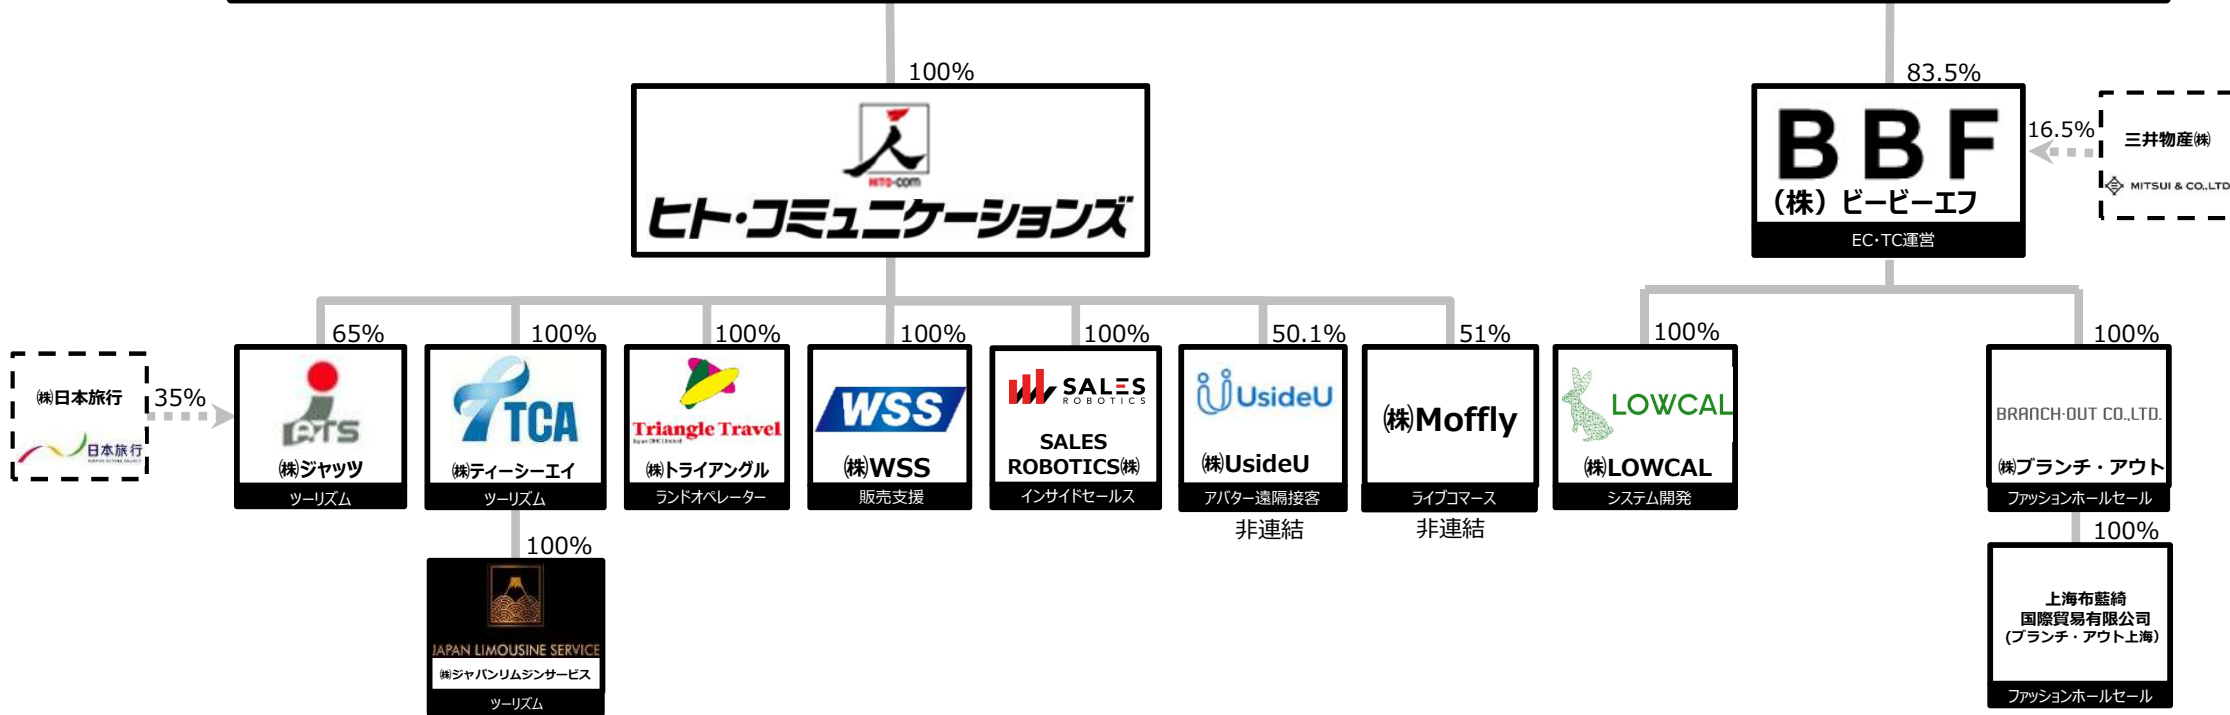 100%
83.5%
HITO-COM
ヒト・コミュニケーションズ
BBF
(株) ビービーエフ
EC・TC運営
16.5%
三井物産㈱
MITSUI & CO.,LTD
㈱日本旅行
日本旅行
35%
65%
㈱ジャッツ
ツーリズム
100%
TCA
㈱ティーシーエイ
ツーリズム
100%
Triangle Travel
㈱トライアングル
ランドオペレーター
100%
WSS
㈱WSS
販売支援
100%
SALES
ROBOTICS
SALES
ROBOTICS㈱
インサイドセールス
50.1%
UsideU
㈱UsideU
アバター遠隔接客
非連結
51%
㈱Moffly
ライブコマース
非連結
100%
LOWCAL
㈱LOWCAL
システム開発
100%
BRANCH·OUT CO.,LTD.
㈱ブランチ・アウト
ファッションホールセール
100%
JAPAN LIMOUSINE SERVICE
㈱ジャパンリムジンサービス
ツーリズム
100%
上海布藍綺
国際貿易有限公司
(ブランチ・アウト上海)
ファッションホールセール